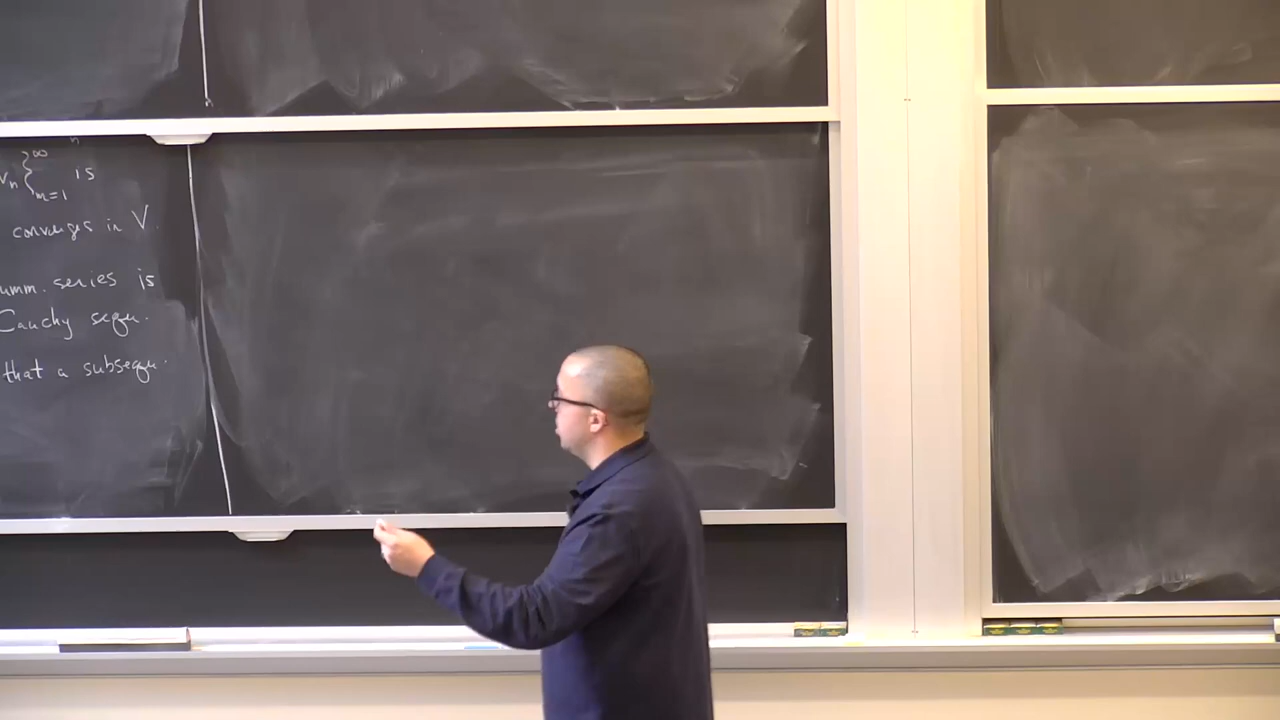 n
vₙ}^∞_{m=1} is
converges in V.
umm. series is
Cauchy sequ.
that a subsequ.